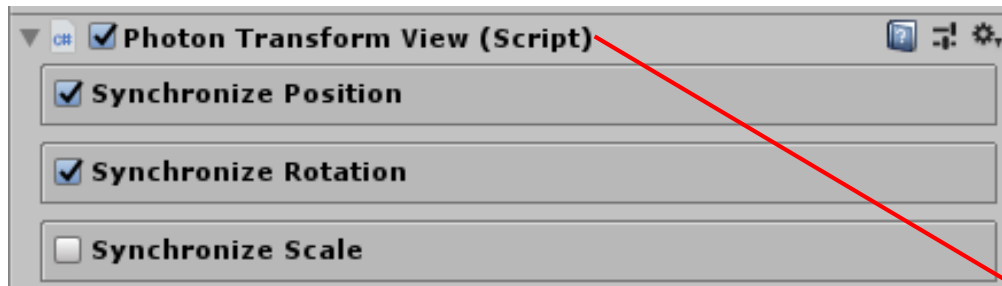 C# Photon Transform View (Script)
Synchronize Position
Synchronize Rotation
Synchronize Scale